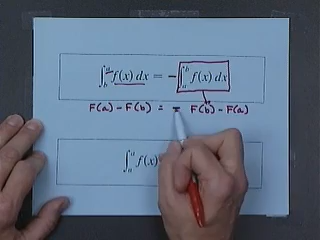 ∫_b^a f(x) dx = -∫_a^b f(x) dx
F(a) - F(b) = - F(b) - F(a)
∫_a^a f(x)